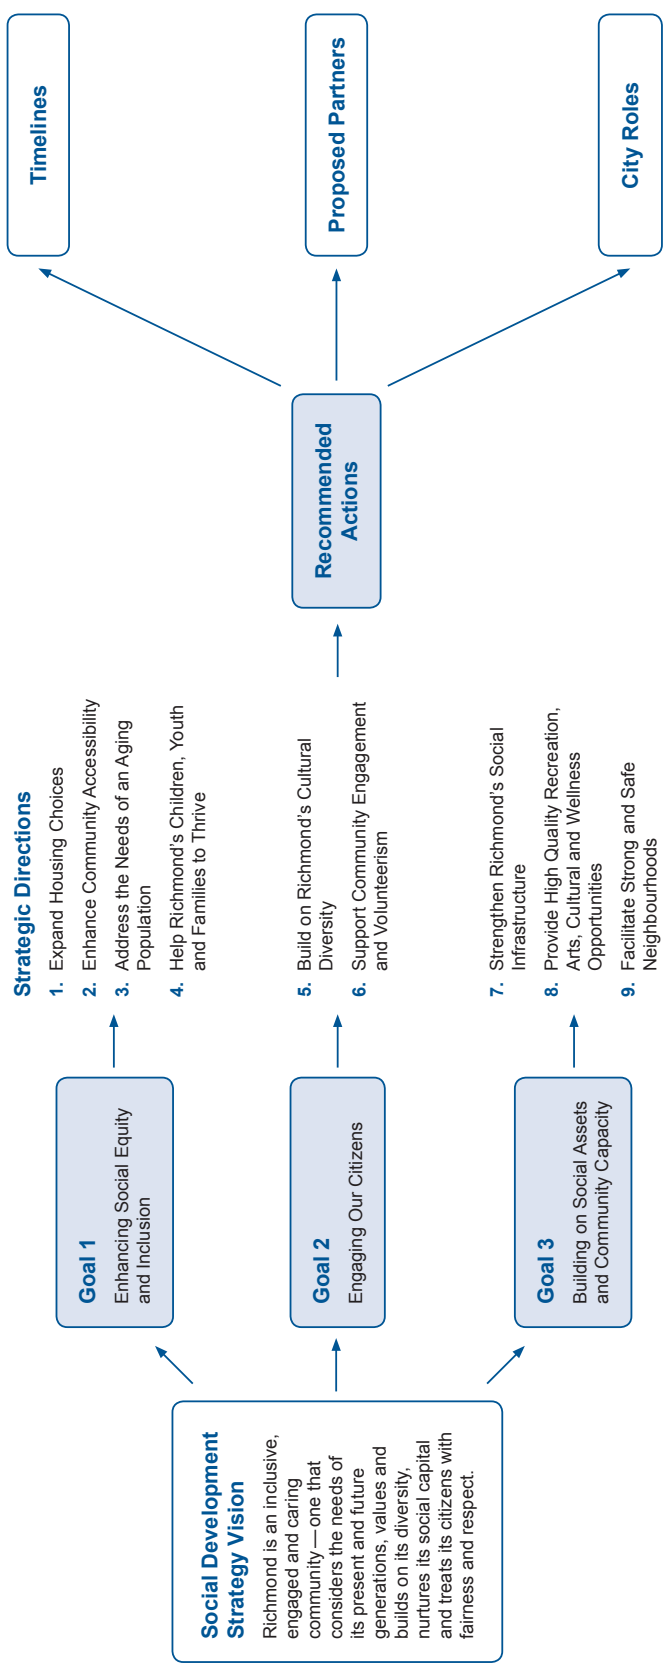 Social Development
Strategy Vision
Richmond is an inclusive,
engaged and caring
community — one that
considers the needs of
its present and future
generations, values and
builds on its diversity,
nurtures its social capital
and treats its citizens with
fairness and respect.
Goal 1
Enhancing Social Equity
and Inclusion
Goal 2
Engaging Our Citizens
Goal 3
Building on Social Assets
and Community Capacity
Strategic Directions
1. Expand Housing Choices
2. Enhance Community Accessibility
3. Address the Needs of an Aging
Population
4. Help Richmond's Children, Youth
and Families to Thrive
5. Build on Richmond's Cultural
Diversity
6. Support Community Engagement
and Volunteerism
7. Strengthen Richmond's Social
Infrastructure
8. Provide High Quality Recreation,
Arts, Cultural and Wellness
Opportunities
9. Facilitate Strong and Safe
Neighbourhoods
Recommended
Actions
Timelines
Proposed Partners
City Roles